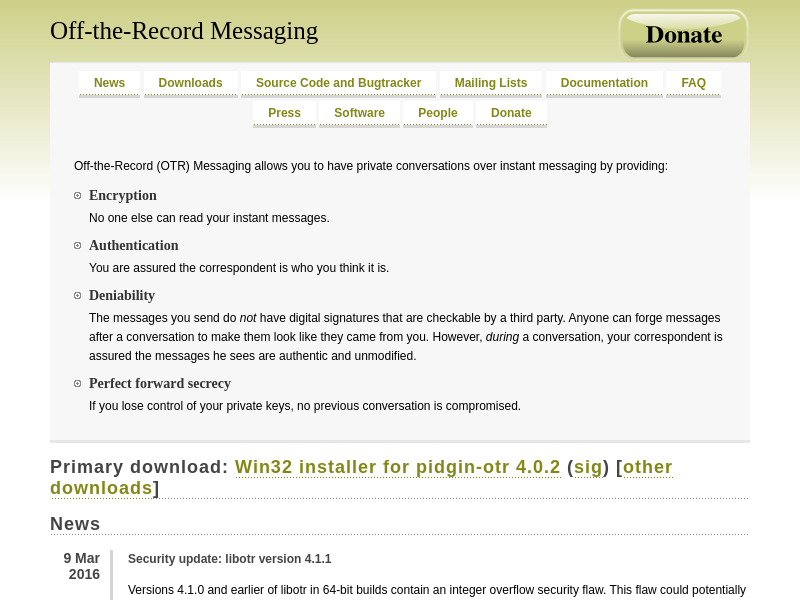 Off-the-Record Messaging
Donate
News Downloads Source Code and Bugtracker Mailing Lists Documentation FAQ
Press Software People Donate
Off-the-Record (OTR) Messaging allows you to have private conversations over instant messaging by providing:
Encryption
No one else can read your instant messages.
Authentication
You are assured the correspondent is who you think it is.
Deniability
The messages you send do not have digital signatures that are checkable by a third party. Anyone can forge messages
after a conversation to make them look like they came from you. However, during a conversation, your correspondent is
assured the messages he sees are authentic and unmodified.
Perfect forward secrecy
If you lose control of your private keys, no previous conversation is compromised.
Primary download: Win32 installer for pidgin-otr 4.0.2 (sig) [other
downloads]
News
9 Mar
2016
Security update: libotr version 4.1.1
Versions 4.1.0 and earlier of libotr in 64-bit builds contain an integer overflow security flaw. This flaw could potentially